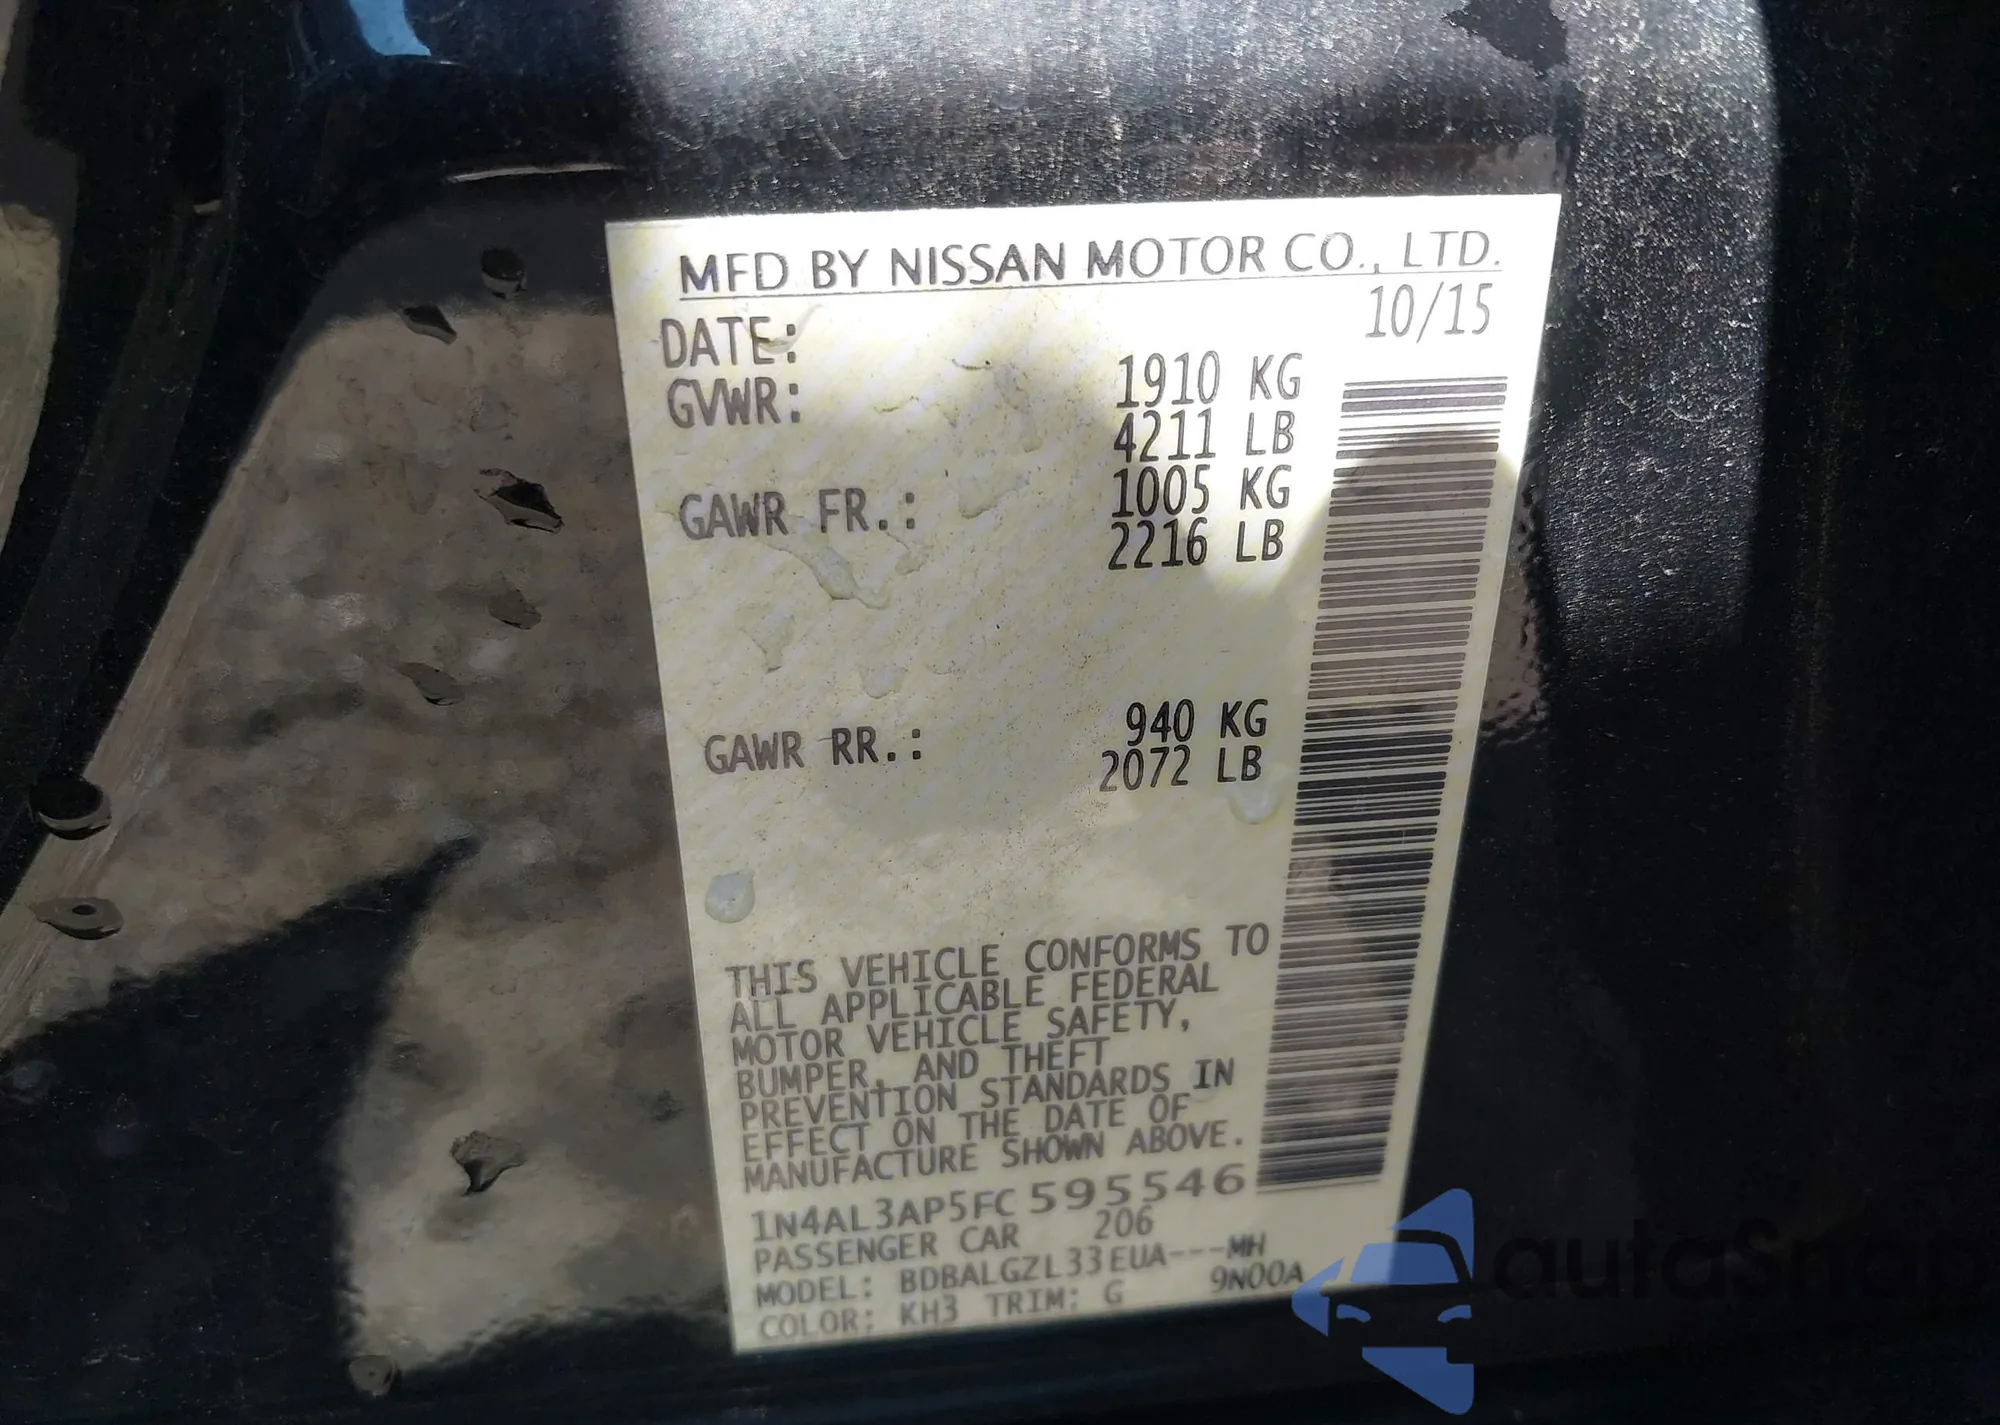 MFD BY NISSAN MOTOR CO., LTD.
DATE: 10/15
GVWR: 1910 KG
4211 LB
GAWR FR.: 1005 KG
2216 LB
GAWR RR.: 940 KG
2072 LB
THIS VEHICLE CONFORMS TO
ALL APPLICABLE FEDERAL
MOTOR VEHICLE SAFETY,
BUMPER, AND THEFT
PREVENTION STANDARDS IN
EFFECT ON THE DATE OF
MANUFACTURE SHOWN ABOVE.
1N4AL3AP5FC595546
PASSENGER CAR 206
MODEL: BDBALGZL33EUA---MH
COLOR: KH3 TRIM: G 9N00A
autaSnap